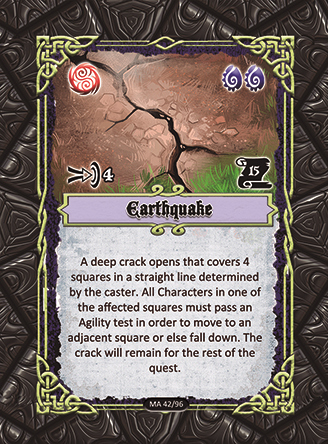 4
15
Earthquake
A deep crack opens that covers 4
squares in a straight line determined
by the caster. All Characters in one of
the affected squares must pass an
Agility test in order to move to an
adjacent square or else fall down. The
crack will remain for the rest of the
quest.
MA 42/96